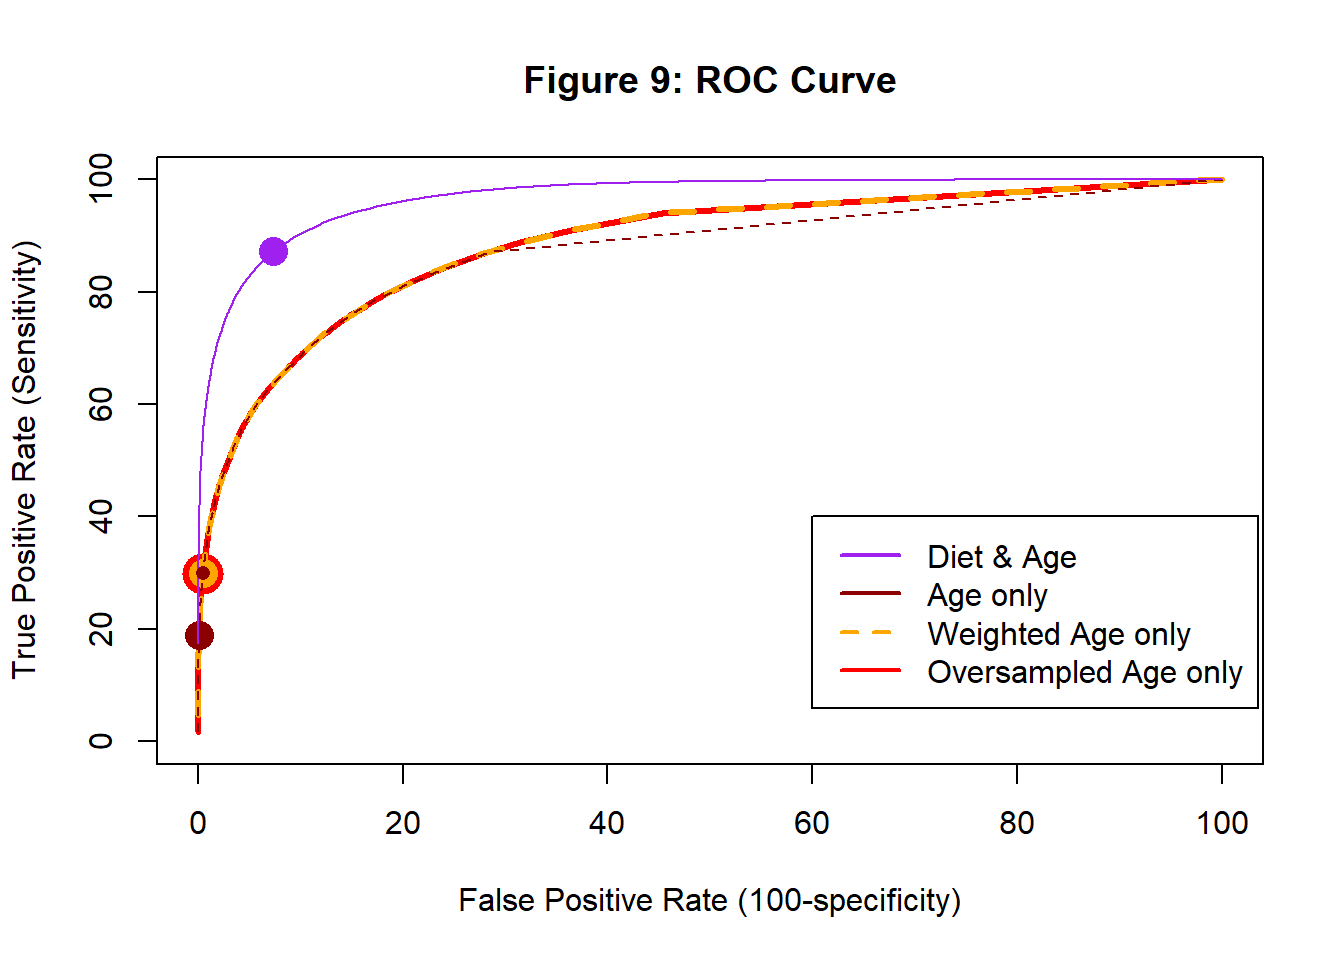 Figure 9: ROC Curve
True Positive Rate (Sensitivity)
100
80
60
40
20
0
Diet & Age
Age only
Weighted Age only
Oversampled Age only
0 20 40 60 80 100
False Positive Rate (100-specificity)